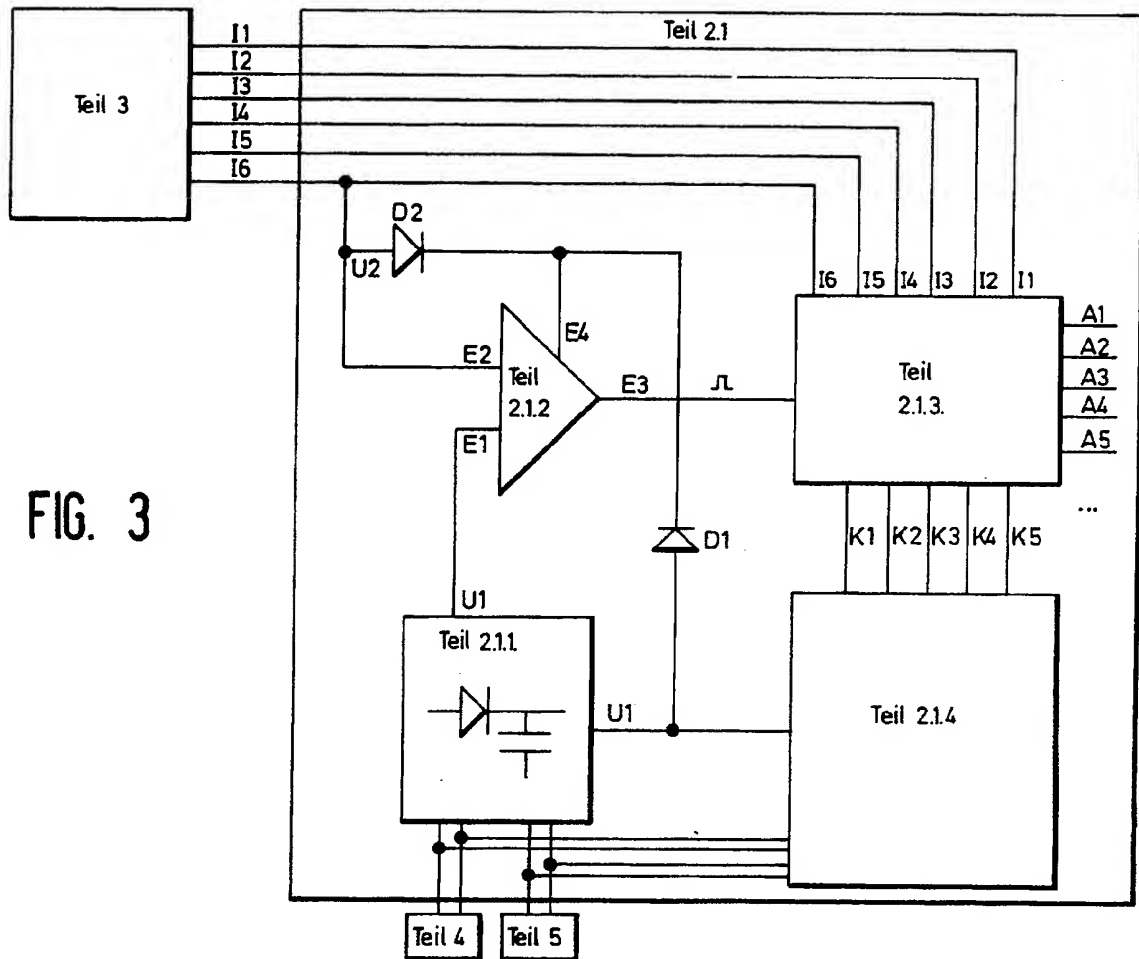 Teil 2.1
I1
I2
I3
I4
I5
I6
Teil 3
D2
U2
I6 I5 I4 I3 I2 I1
E4
E2
Teil
2.1.2
E3
E1
Teil
2.1.3.
A1
A2
A3
A4
A5
...
FIG. 3
D1
K1 K2 K3 K4 K5
U1
Teil 2.1.1.
U1
Teil 2.1.4
Teil 4
Teil 5